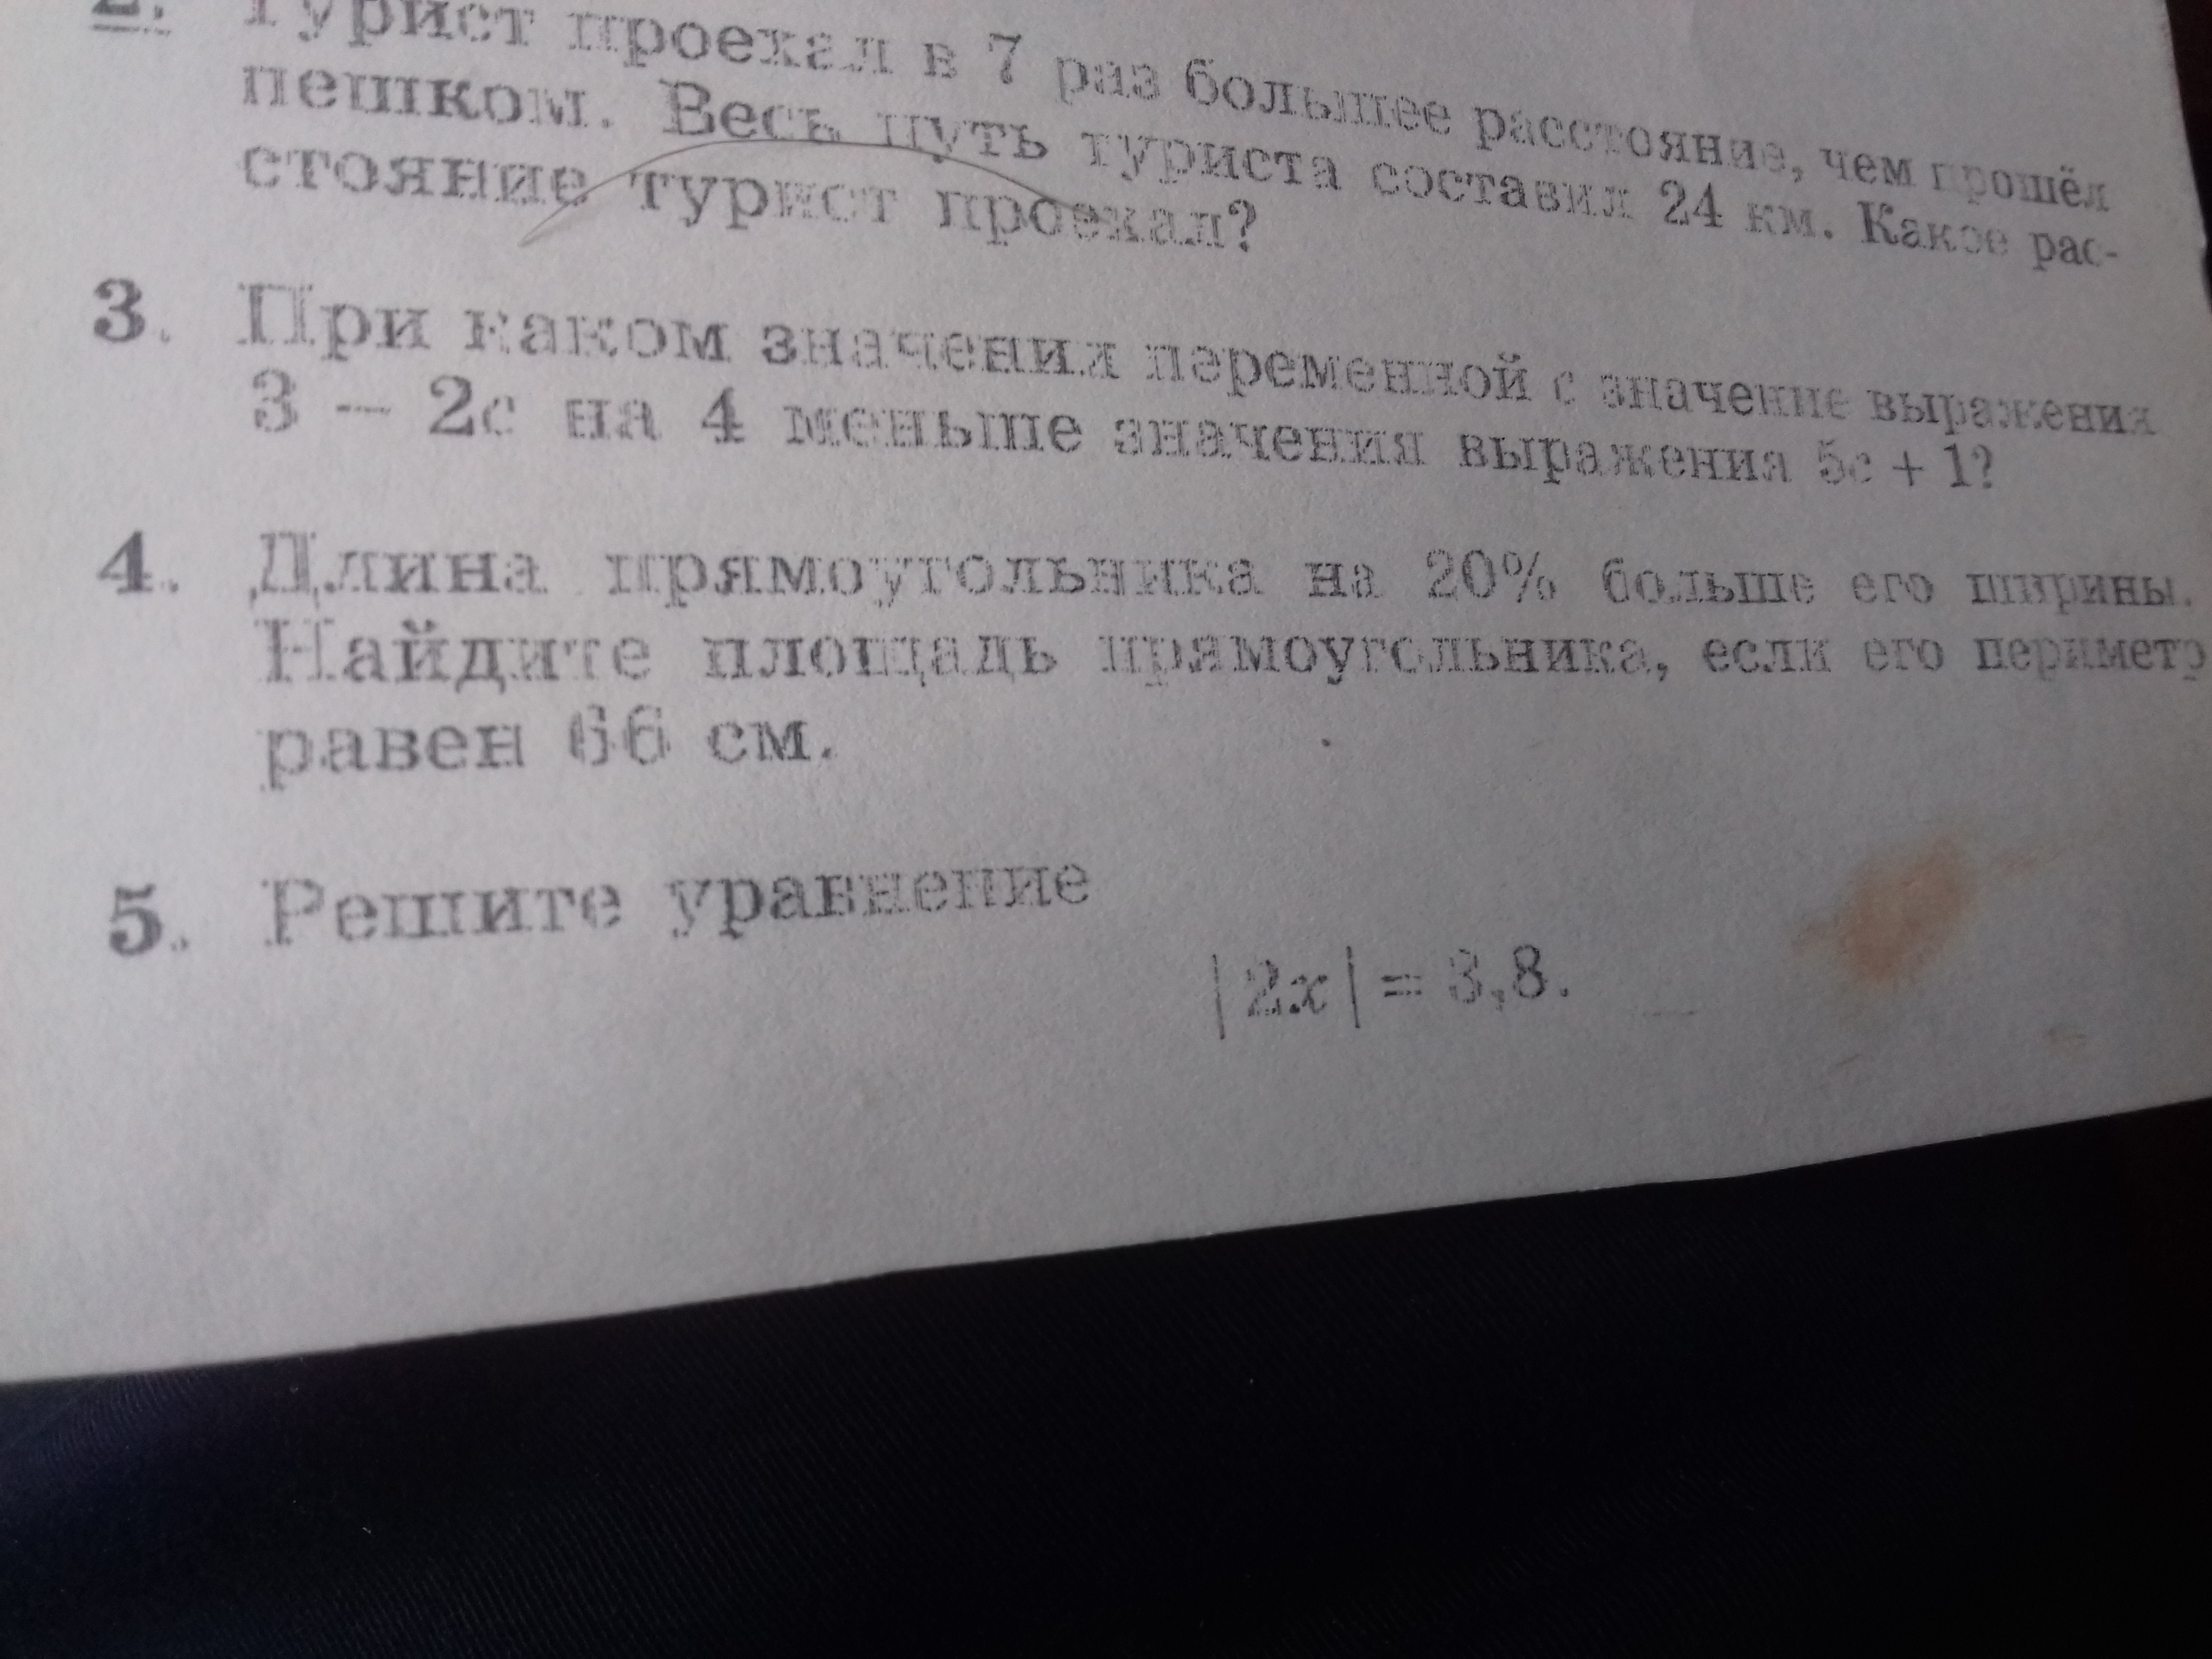 2. Турист проехал в 7 раз большее расстояние, чем прошёл
пешком. Весь путь туриста составил 24 км. Какое рас-
стояние турист проехал?
3. При каком значении переменной c значение выражения
3 – 2c на 4 меньше значения выражения 5c + 1?
4. Длина прямоугольника на 20% больше его ширины.
Найдите площадь прямоугольника, если его периметр
равен 66 см.
5. Решите уравнение
|2x| = 3,8.